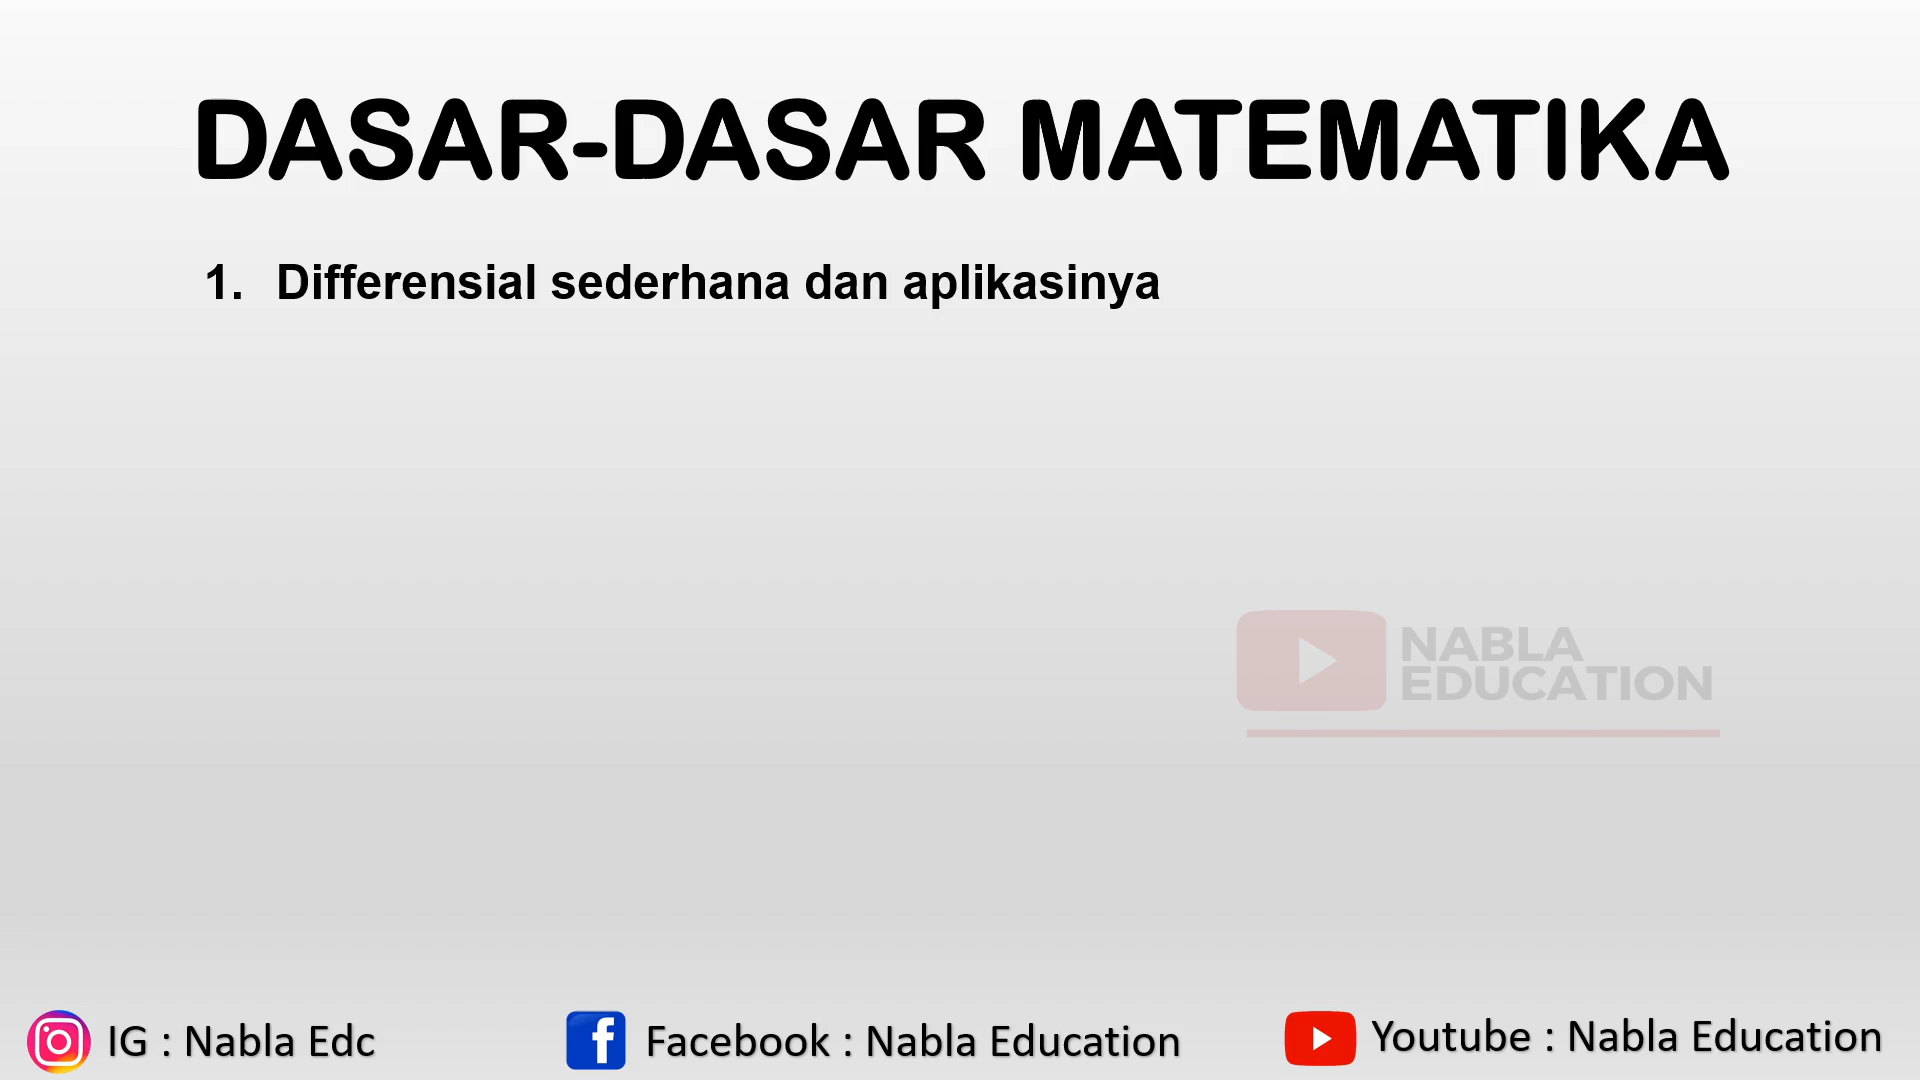 DASAR-DASAR MATEMATIKA
1. Differensial sederhana dan aplikasinya
NABLA
EDUCATION
IG : Nabla Edc
Facebook : Nabla Education
Youtube : Nabla Education